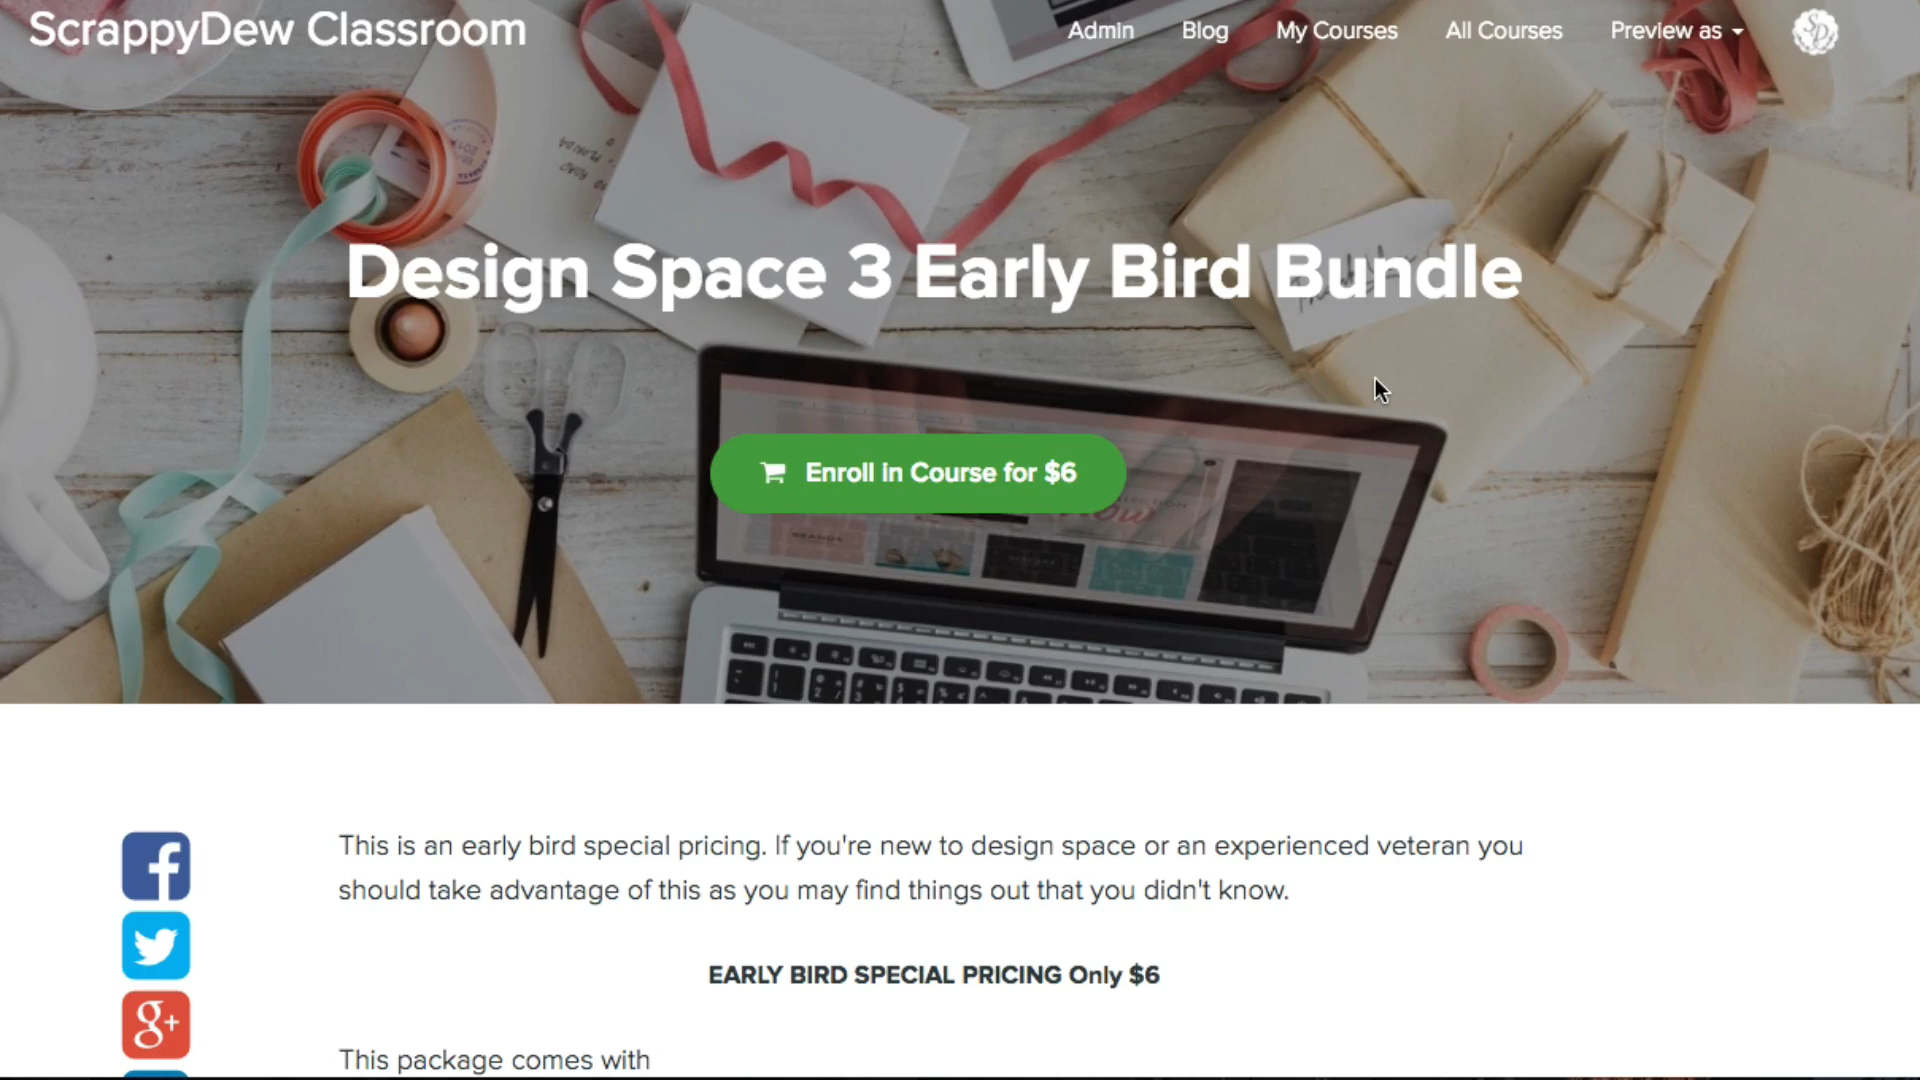 ScrappyDew Classroom
Admin
Blog
My Courses
All Courses
Preview as
SD
Design Space 3 Early Bird Bundle
Enroll in Course for $6
This is an early bird special pricing. If you're new to design space or an experienced veteran you
should take advantage of this as you may find things out that you didn't know.
EARLY BIRD SPECIAL PRICING Only $6
This package comes with
f
g+